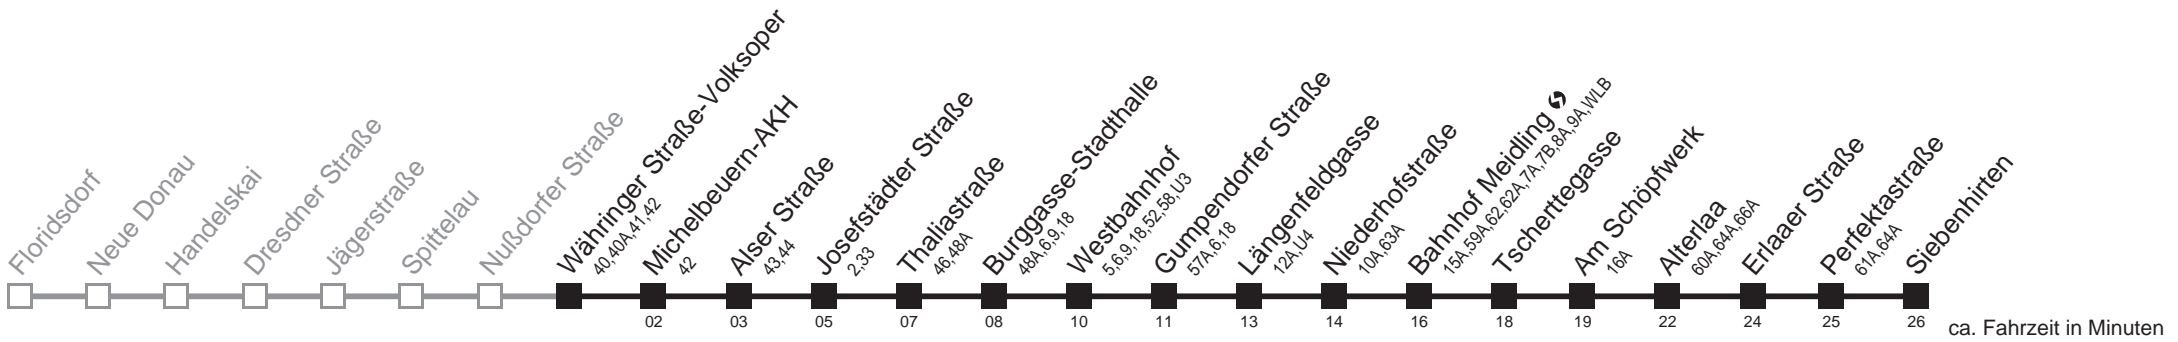 Floridsdorf
Neue Donau
Handelskai
Dresdner Straße
Jägerstraße
Spittelau
Nußdorfer Straße
Währinger Straße-Volksoper
40,40A,41,42
Michelbeuern-AKH
42
Alser Straße
43,44
Josefstädter Straße
2,33
Thaliastraße
46,48A
Burggasse-Stadthalle
48A,6,9,18
Westbahnhof
5,6,9,18,52,58,U3
Gumpendorfer Straße
57A,6,18
Längenfeldgasse
12A,U4
Niederhofstraße
10A,63A
Bahnhof Meidling
15A,59A,62,62A,7A,7B,8A,9A,WLB
Tscherttegasse
Am Schöpfwerk
16A
Alterlaa
60A,64A,66A
Erlaaer Straße
Perfektastraße
61A,64A
Siebenhirten
02 03 05 07 08 10 11 13 14 16 18 19 22 24 25 26
ca. Fahrzeit in Minuten